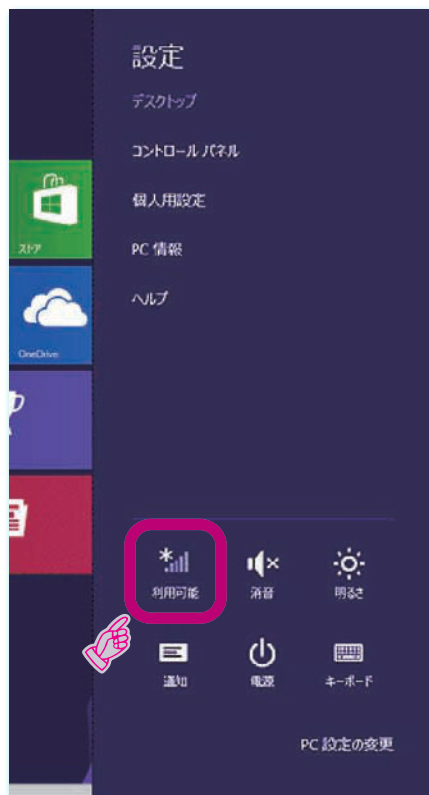 設定
デスクトップ
コントロール パネル
個人用設定
PC 情報
ヘルプ
ストア
OneDrive
利用可能
消音
明るさ
通知
電源
キーボード
PC 設定の変更